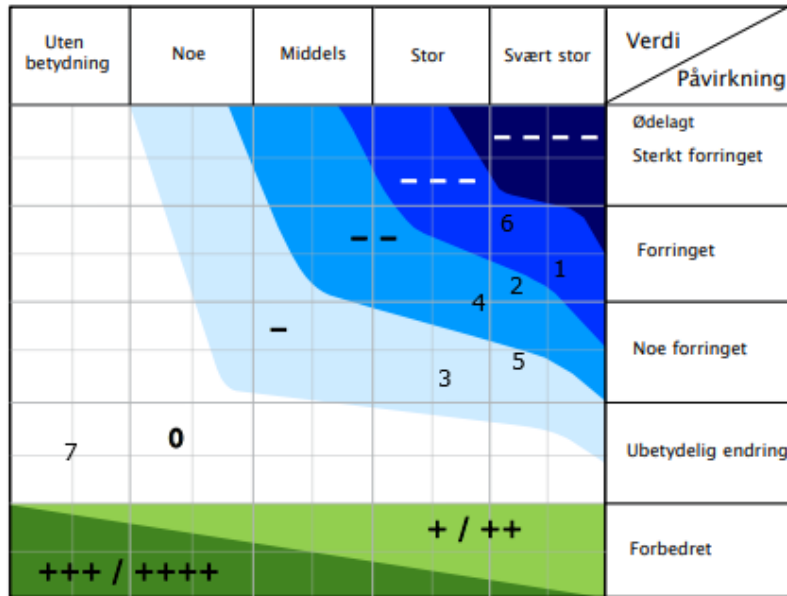 Uten
betydning
Noe
Middels
Stor
Svært stor
Verdi
Påvirkning
Ødelagt
Sterkt forringet
Forringet
Noe forringet
Ubetydelig endring
Forbedret
– – – –
– – –
6
– –
1
2
4
–
5
3
0
7
+ / ++
+++ / ++++